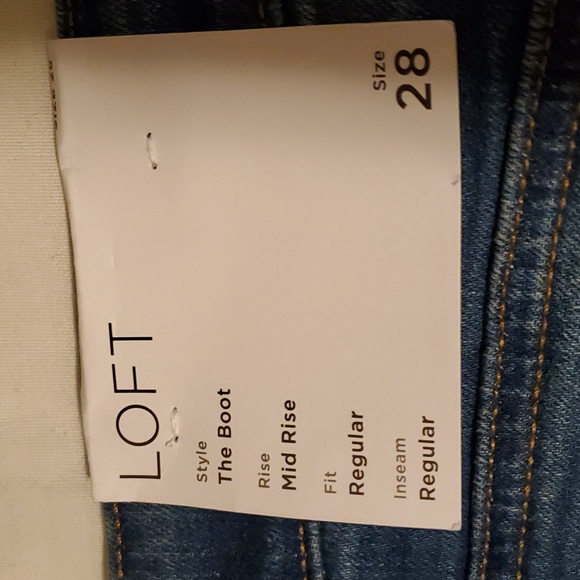 LOFT
Style
The Boot
Rise
Mid Rise
Fit
Regular
Inseam
Regular
Size
28